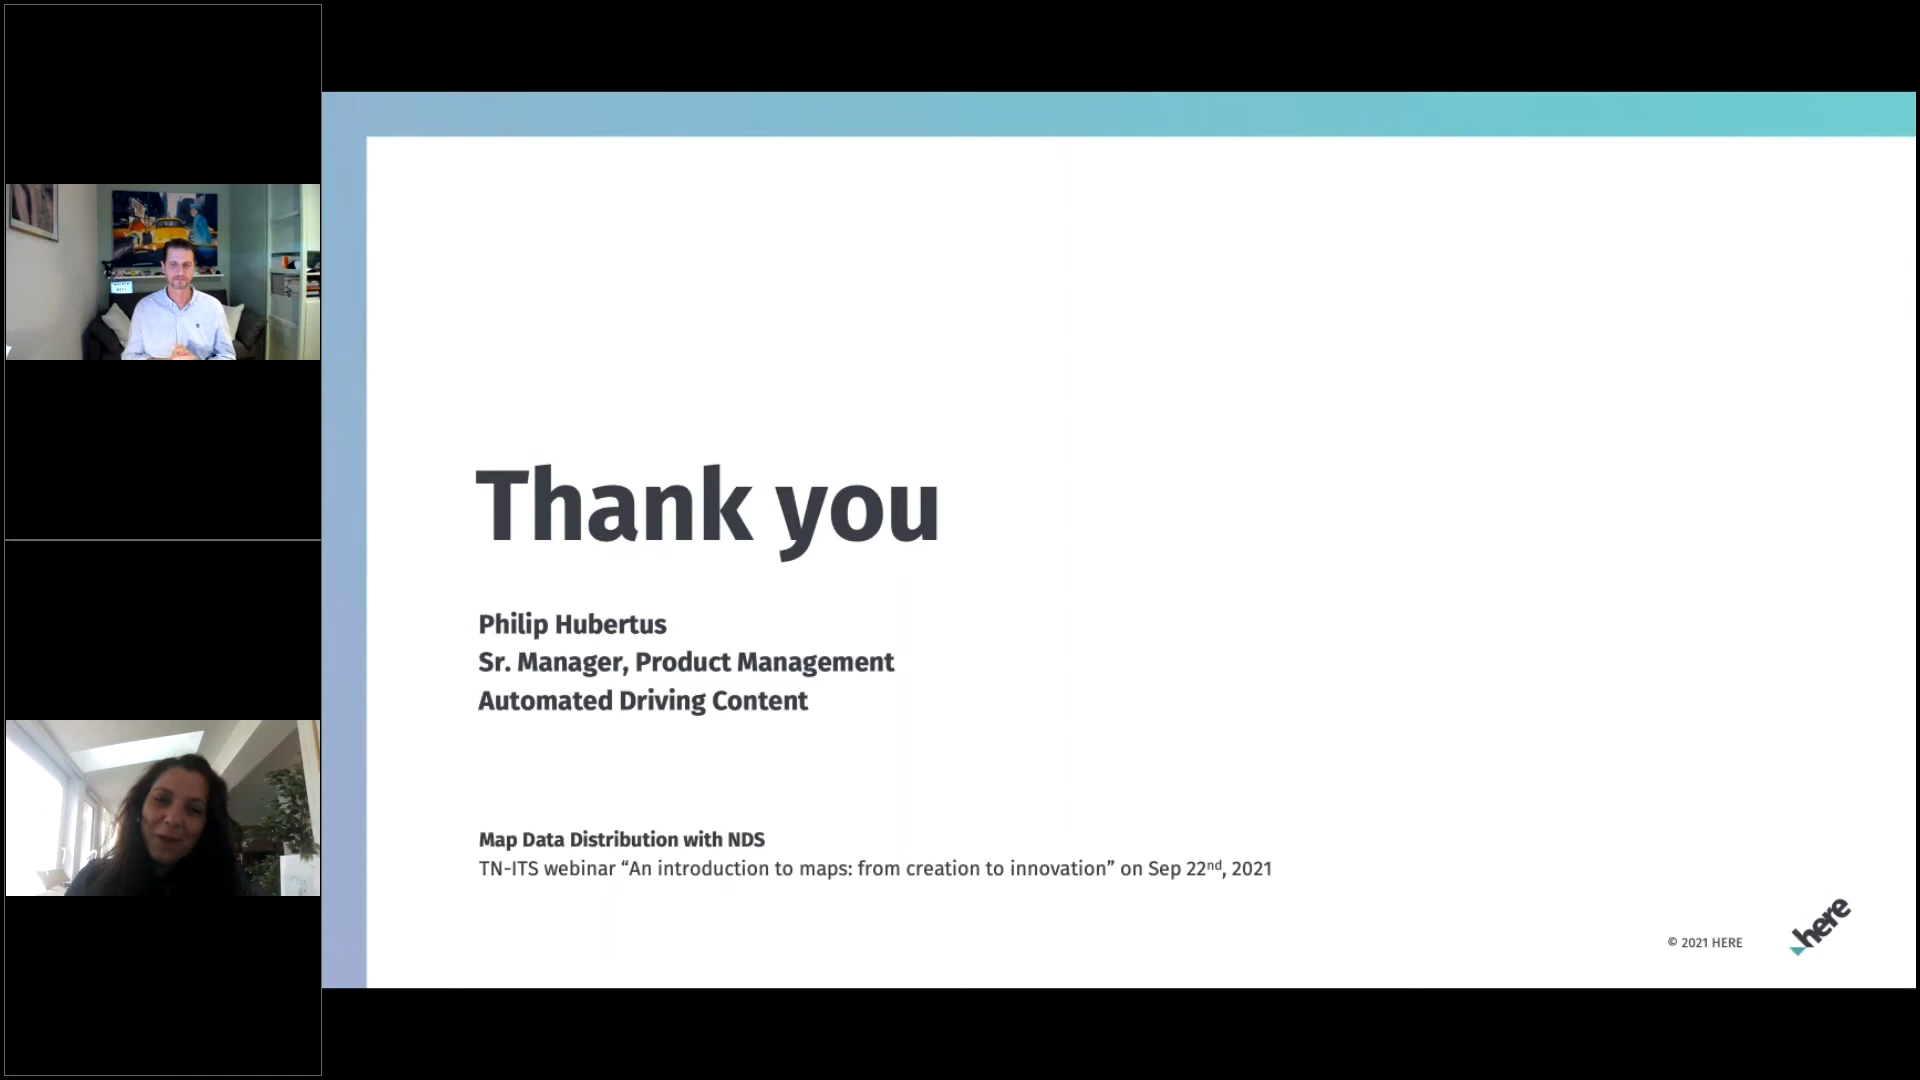 Thank you
Philip Hubertus
Sr. Manager, Product Management
Automated Driving Content
Map Data Distribution with NDS
TN-ITS webinar “An introduction to maps: from creation to innovation” on Sep 22nd, 2021
© 2021 HERE
here